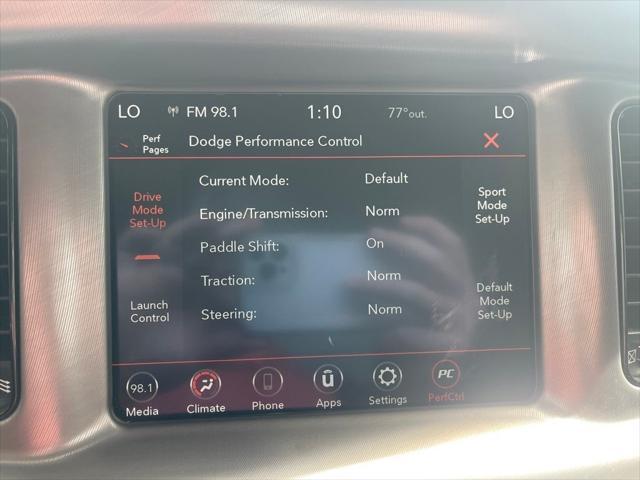 LO FM 98.1 1:10 77°out. LO
Perf
Pages
Dodge Performance Control
Drive
Mode
Set-Up
Launch
Control
Current Mode: Default
Engine/Transmission: Norm
Paddle Shift: On
Traction: Norm
Steering: Norm
Sport
Mode
Set-Up
Default
Mode
Set-Up
98.1
Media
Climate
Phone
u
Apps
Settings
PC
PerfCtrl